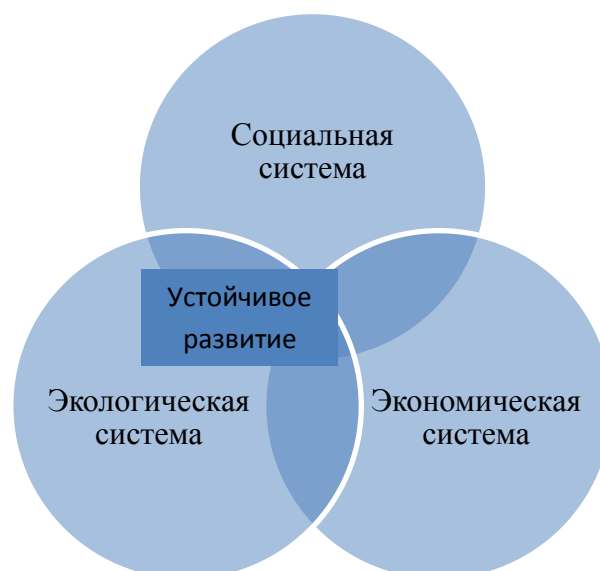 Социальная
система
Устойчивое
развитие
Экологическая
система
Экономическая
система